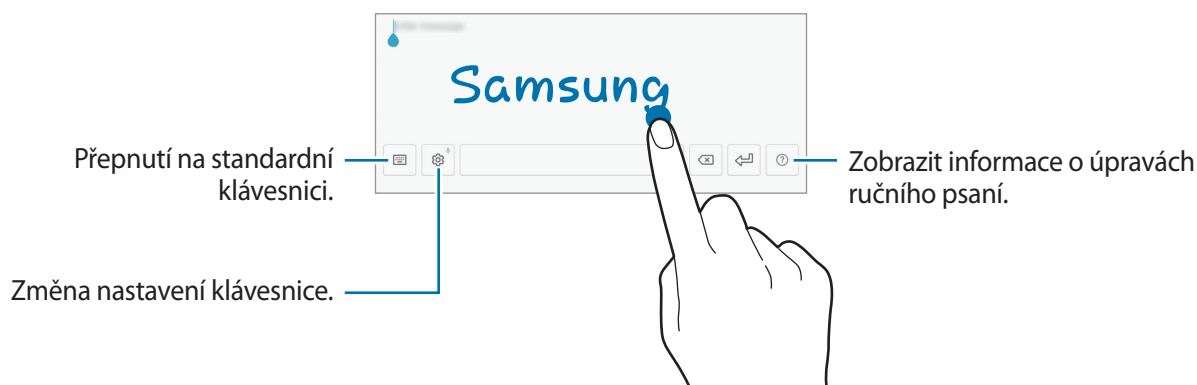 Samsung
Přepnutí na standardní
klávesnici.
Zobrazit informace o úpravách
ručního psaní.
Změna nastavení klávesnice.